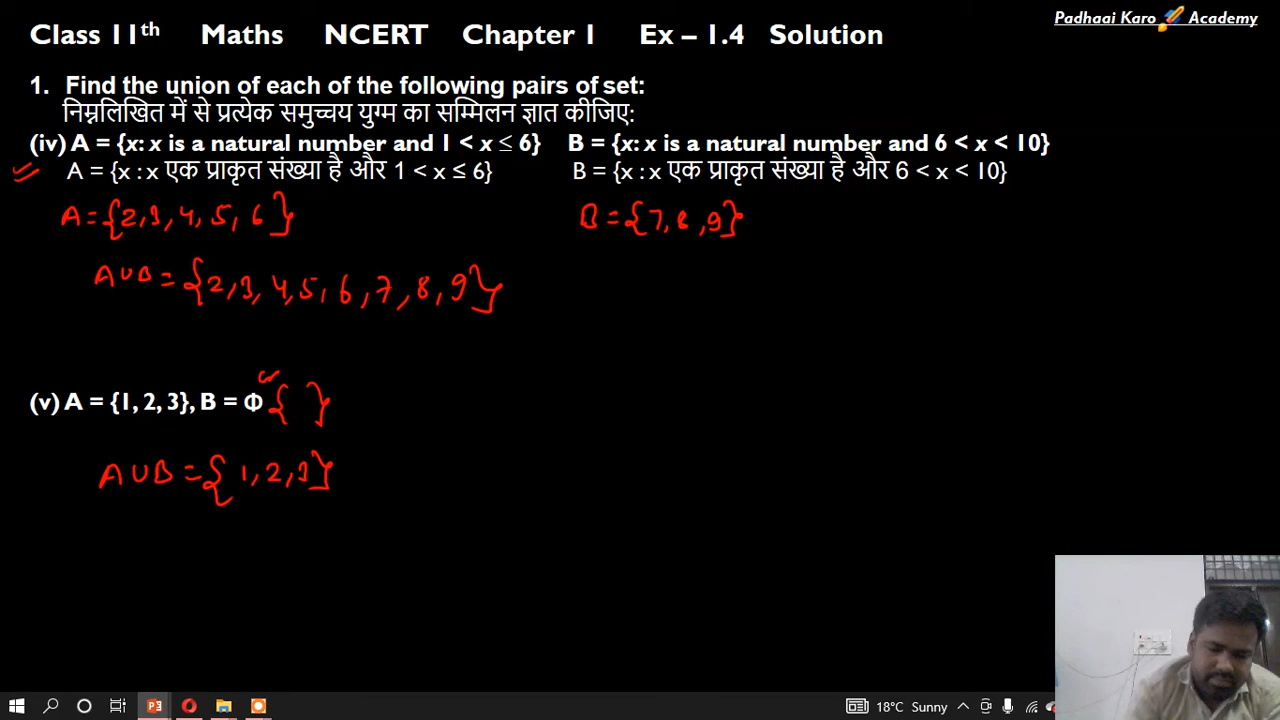 Class 11th Maths NCERT Chapter 1 Ex – 1.4 Solution
Padhaai Karo Academy
1. Find the union of each of the following pairs of set:
निम्नलिखित में से प्रत्येक समुच्चय युग्म का सम्मिलन ज्ञात कीजिए:
(iv) A = {x: x is a natural number and 1 < x ≤ 6} B = {x: x is a natural number and 6 < x < 10}
A = {x : x एक प्राकृत संख्या है और 1 < x ≤ 6} B = {x : x एक प्राकृत संख्या है और 6 < x < 10}
A = {2, 3, 4, 5, 6} B = {7, 8, 9}
A∪B = {2, 3, 4, 5, 6, 7, 8, 9}
(v) A = {1, 2, 3}, B = Φ { }
A∪B = {1, 2, 3}
18°C Sunny